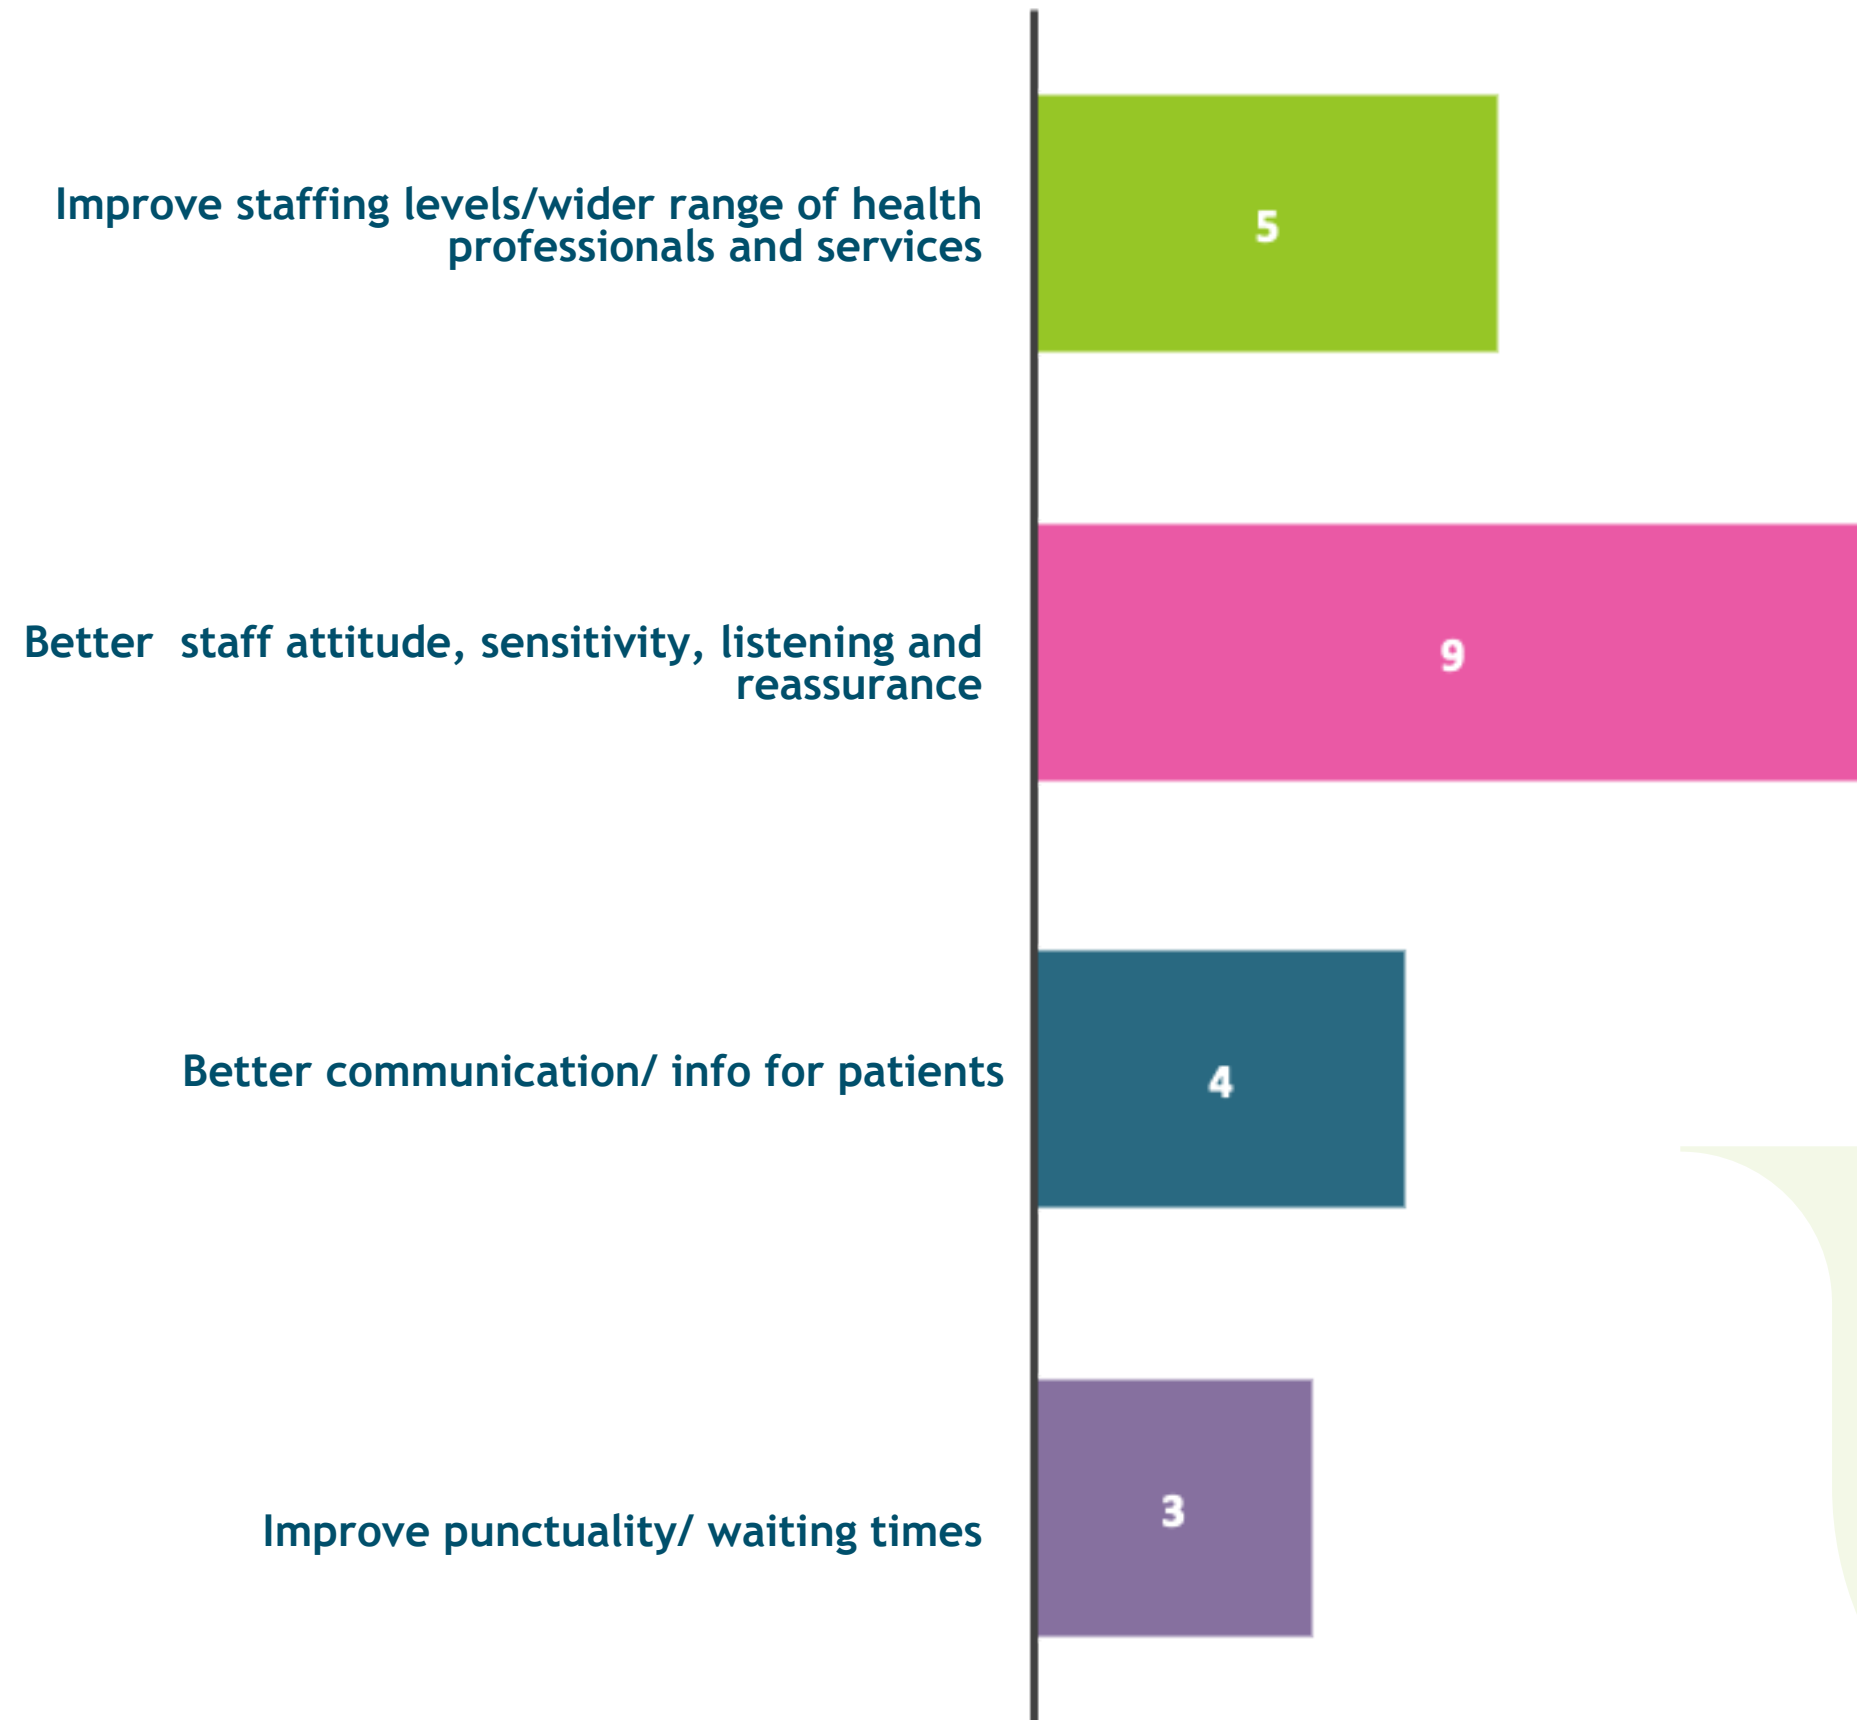 Improve staffing levels/wider range of health
professionals and services
5
Better  staff attitude, sensitivity, listening and
reassurance
9
Better communication/ info for patients
4
Improve punctuality/ waiting times
3